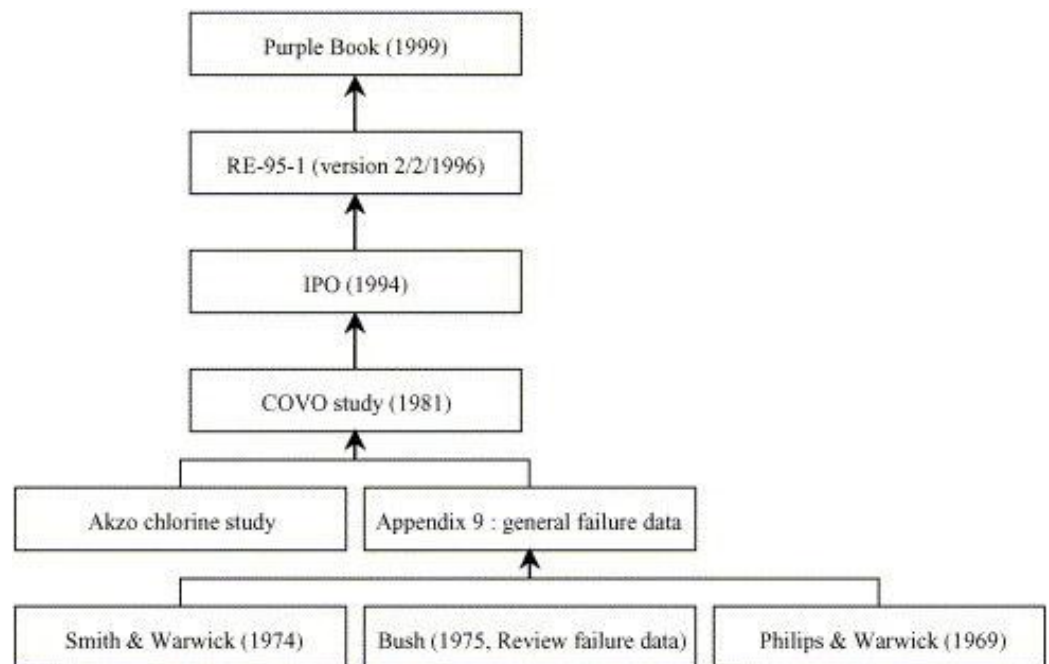 Purple Book (1999)
RE-95-1 (version 2/2/1996)
IPO (1994)
COVO study (1981)
Akzo chlorine study
Appendix 9 : general failure data
Smith & Warwick (1974)
Bush (1975, Review failure data)
Philips & Warwick (1969)